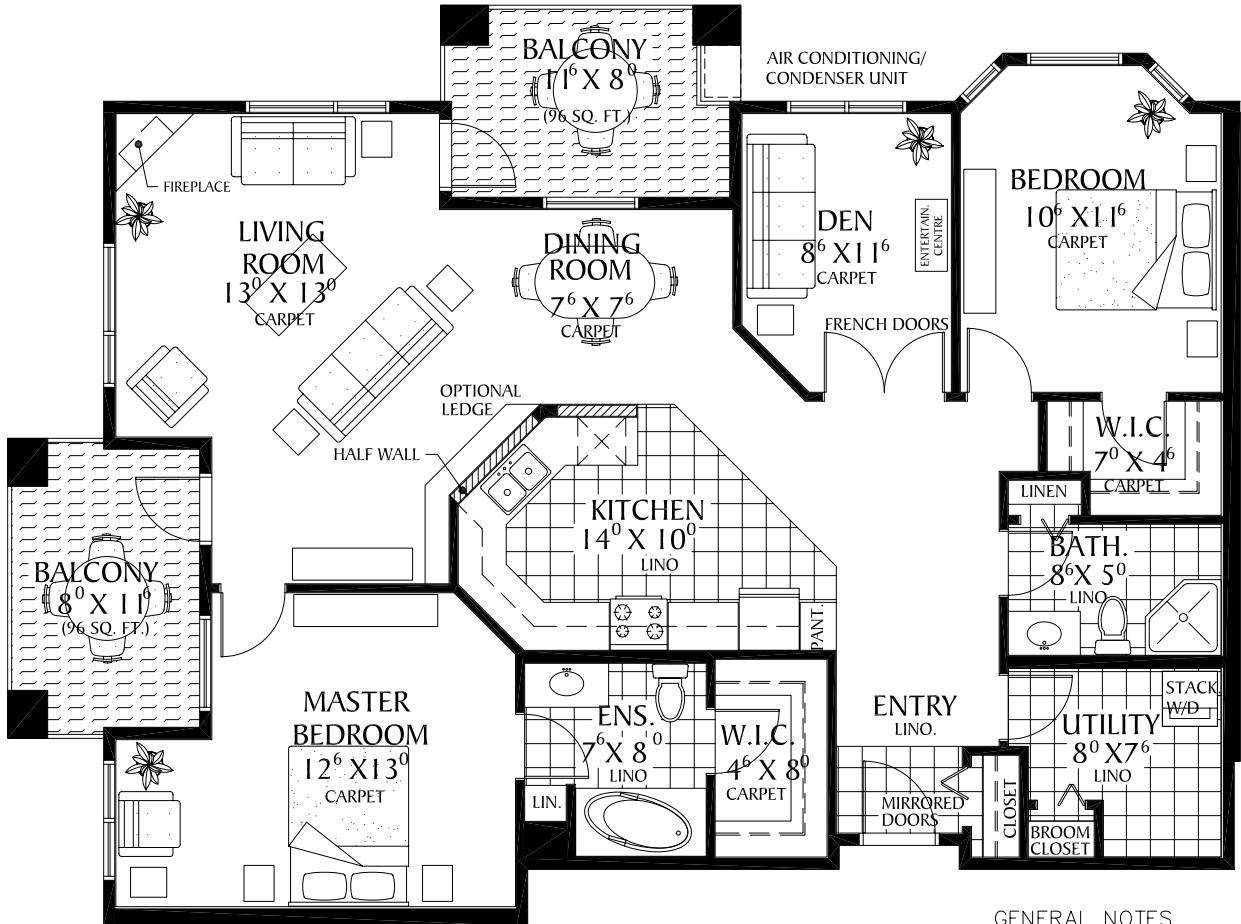 BALCONY
11⁶ X 8⁰
(96 SQ. FT.)
AIR CONDITIONING/
CONDENSER UNIT
FIREPLACE
LIVING
ROOM
13⁰ X 13⁰
CARPET
DINING
ROOM
7⁶ X 7⁶
CARPET
DEN
8⁶ X11⁶
CARPET
ENTERTAIN.
CENTRE
FRENCH DOORS
BEDROOM
10⁶ X11⁶
CARPET
OPTIONAL
LEDGE
HALF WALL
W.I.C.
7⁰ X 4⁶
CARPET
LINEN
KITCHEN
14⁰ X 10⁰
LINO
PANT.
BATH.
8⁶X 5⁰
LINO
BALCONY
8⁰ X 11⁶
(96 SQ. FT.)
MASTER
BEDROOM
12⁶ X13⁰
CARPET
ENS.
7⁶X 8⁰
LINO
LIN.
W.I.C.
4⁶ X 8⁰
CARPET
ENTRY
LINO.
MIRRORED
DOORS
CLOSET
STACK.
W/D
UTILITY
8⁰ X7⁶
LINO
BROOM
CLOSET
GENERAL NOTES